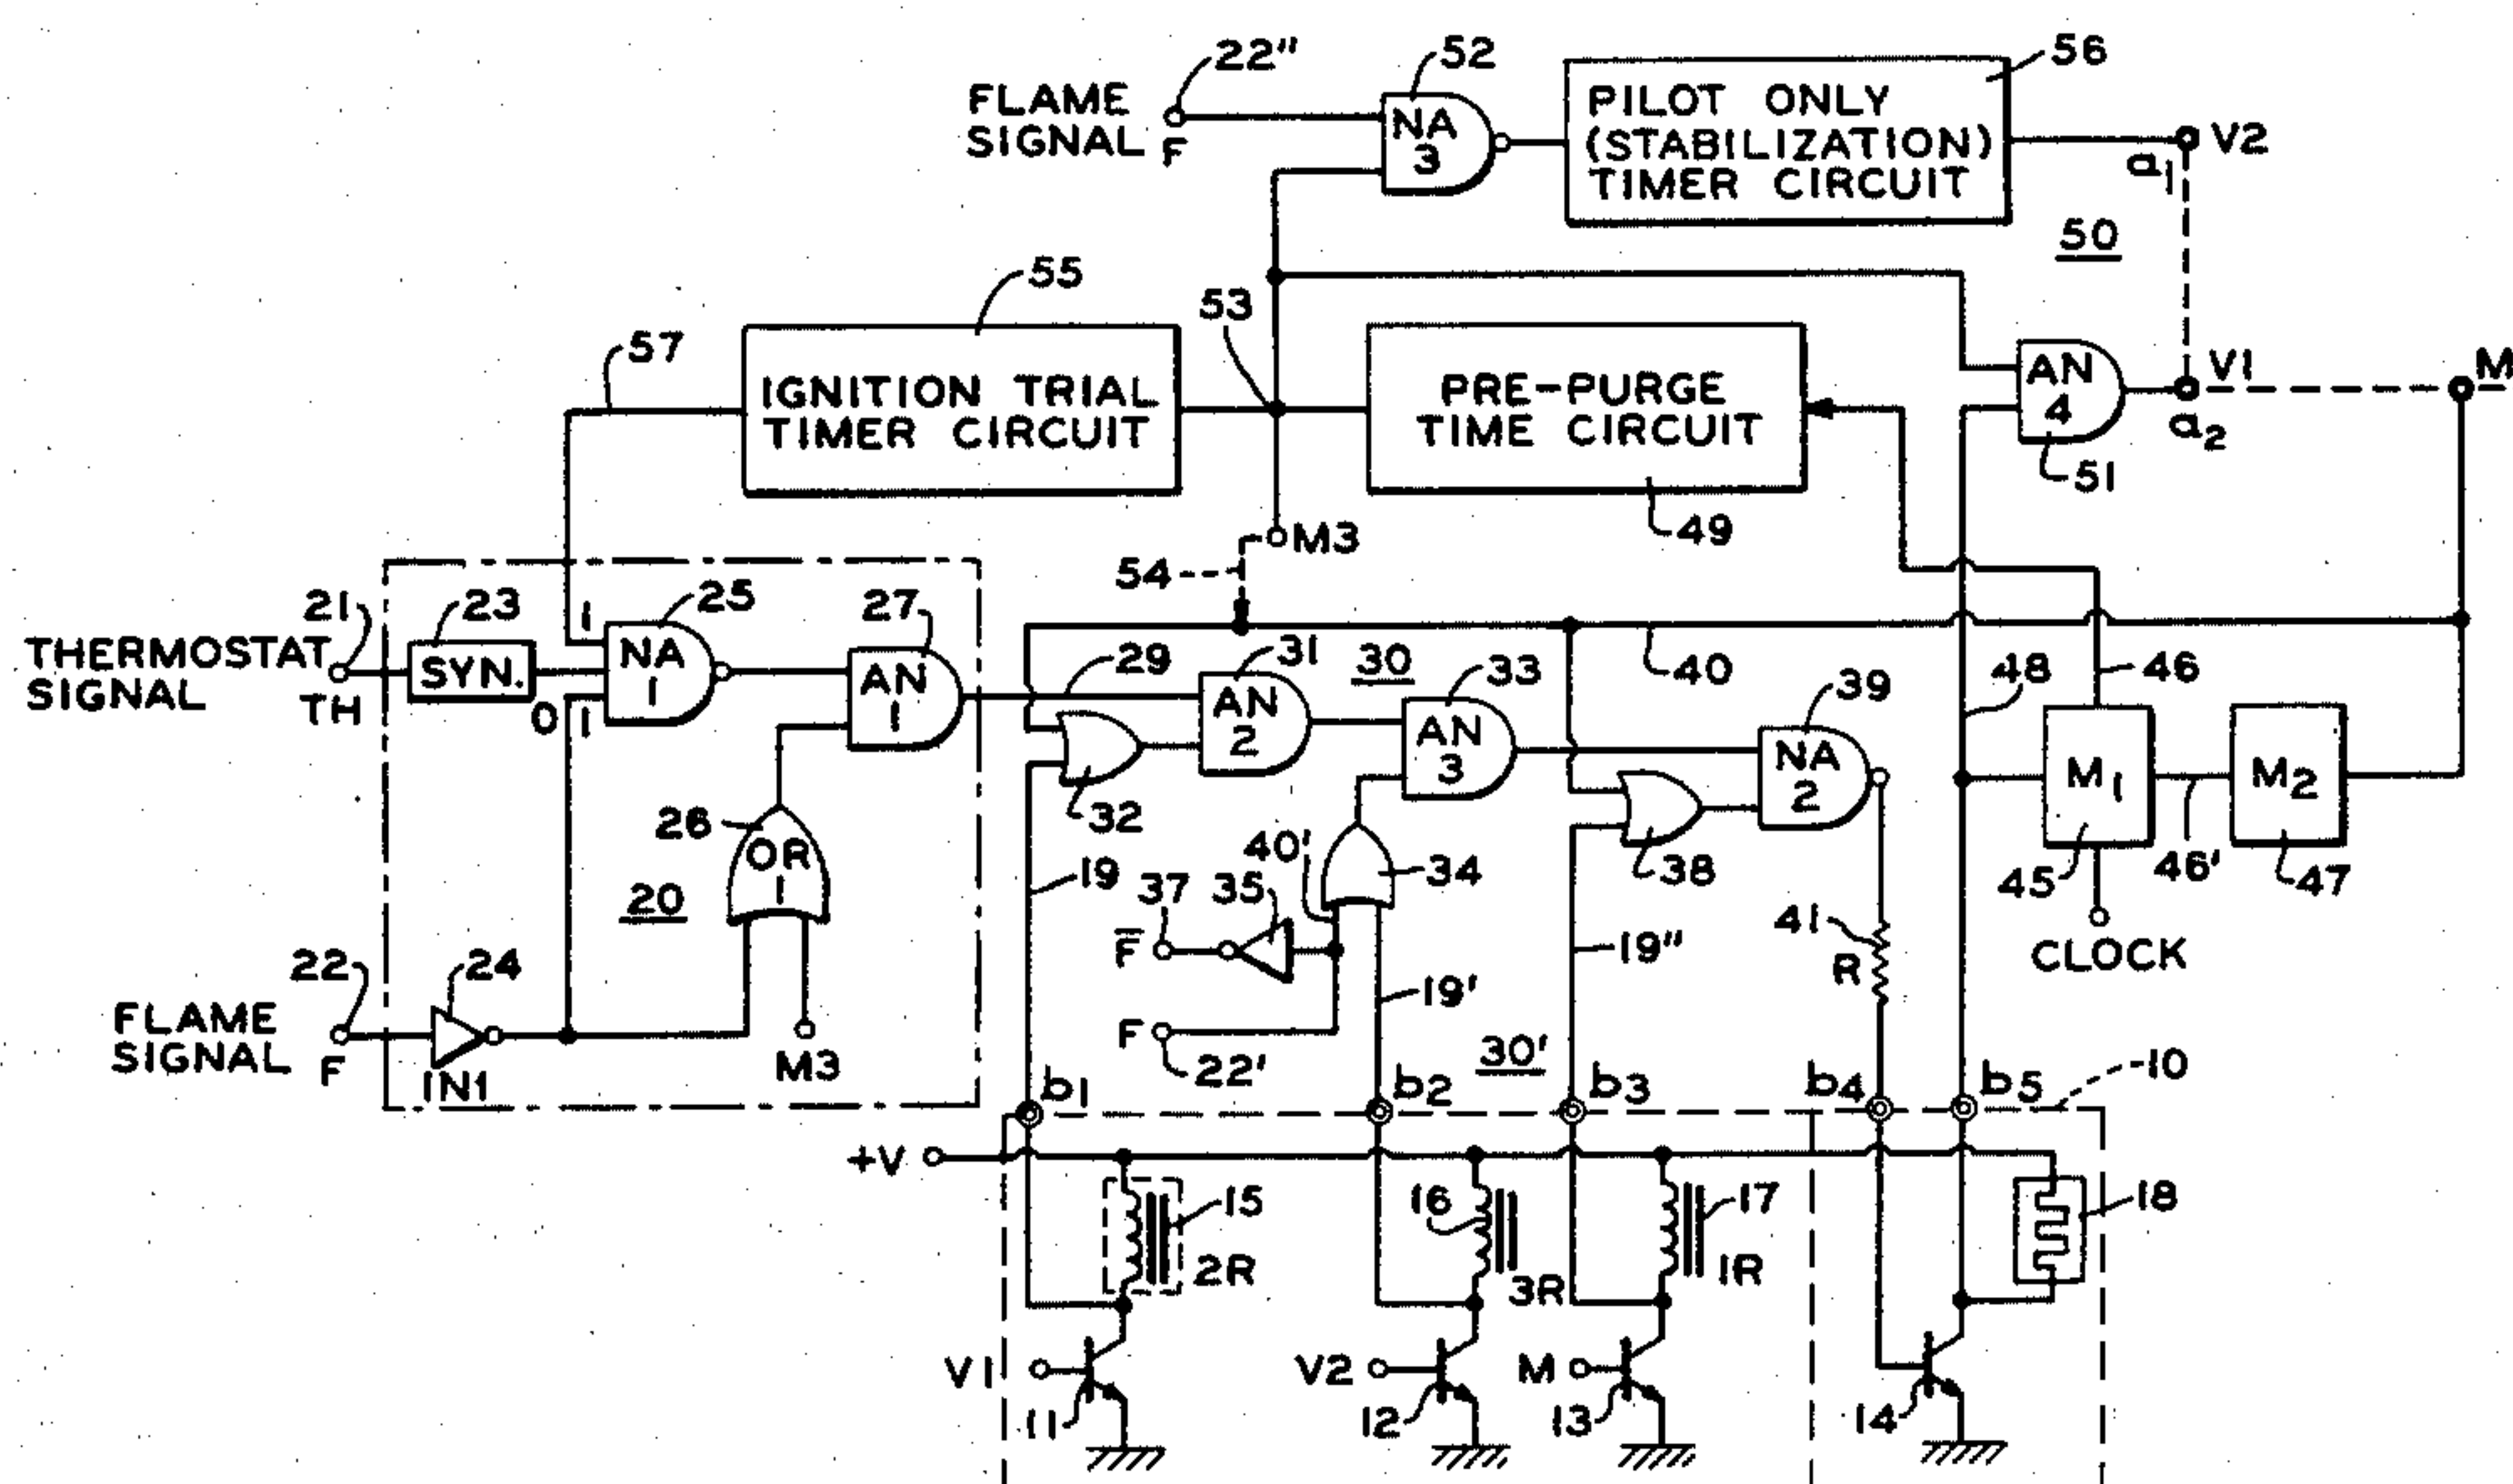 22"
52
56
FLAME
SIGNAL
F
NA
3
PILOT ONLY
(STABILIZATION)
TIMER CIRCUIT
V2
a1
50
55
53
57
IGNITION TRIAL
TIMER CIRCUIT
PRE-PURGE
TIME CIRCUIT
AN
4
V1
M
a2
51
49
M3
54
21
23
1
25
27
THERMOSTAT
SIGNAL
TH
SYN.
0
1
NA
1
AN
1
29
31
30
33
40
39
48
46
AN
2
AN
3
NA
2
M1
M2
32
26
OR
1
40'
34
38
45
46'
47
19
37
35
20
F̅
41
R
19"
CLOCK
22
24
19'
FLAME
SIGNAL
F
IN1
M3
F
22'
30'
10
b1
b2
b3
b4
b5
+V
15
16
17
18
2R
3R
1R
V1
V2
M
11
12
13
14